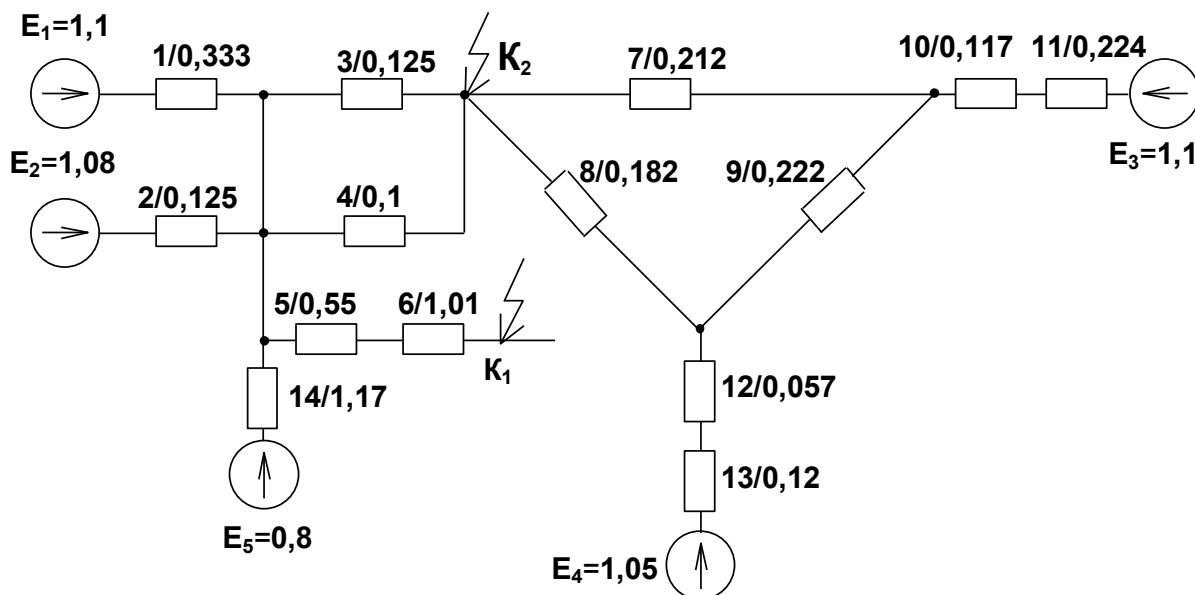 E₁=1,1
1/0,333
3/0,125
К₂
7/0,212
10/0,117
11/0,224
E₃=1,1
E₂=1,08
2/0,125
4/0,1
8/0,182
9/0,222
5/0,55
6/1,01
К₁
14/1,17
12/0,057
13/0,12
E₅=0,8
E₄=1,05